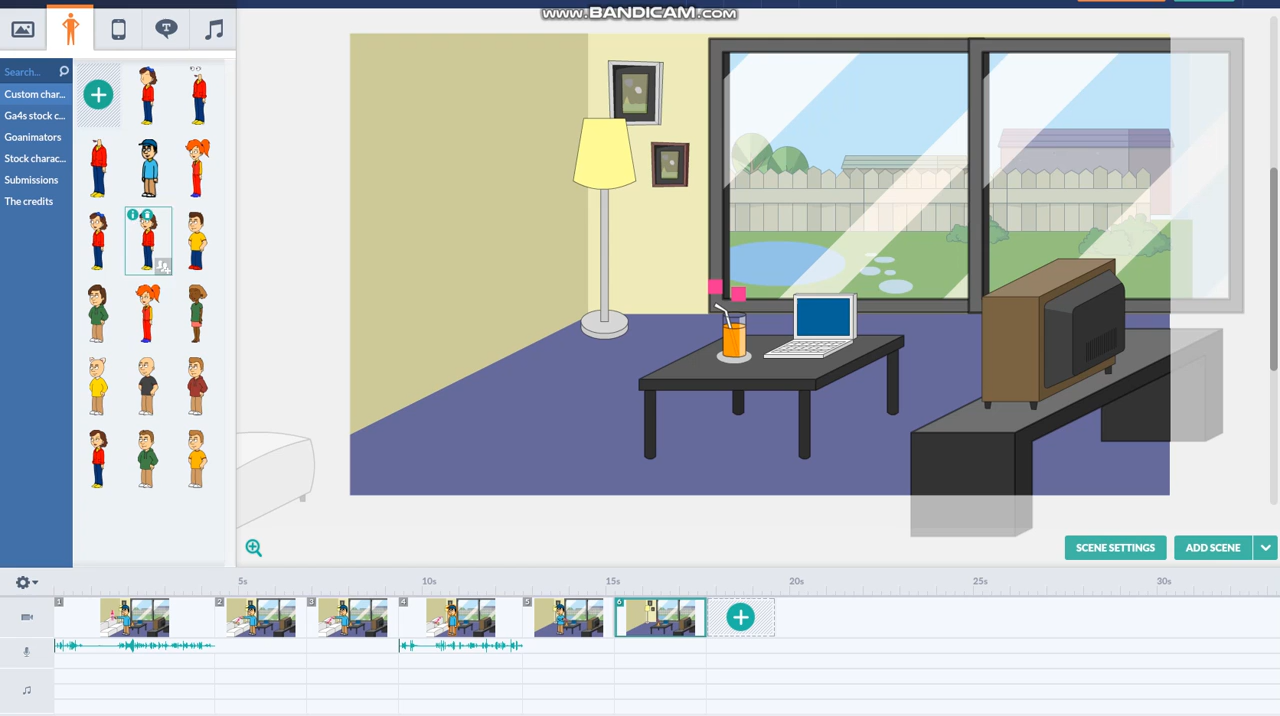 www.BANDICAM.com
T
Search...
Custom char...
Ga4s stock c...
Goanimators
Stock charac...
Submissions
The credits
SCENE SETTINGS
ADD SCENE
5s
10s
15s
20s
25s
30s
1
2
3
4
5
6